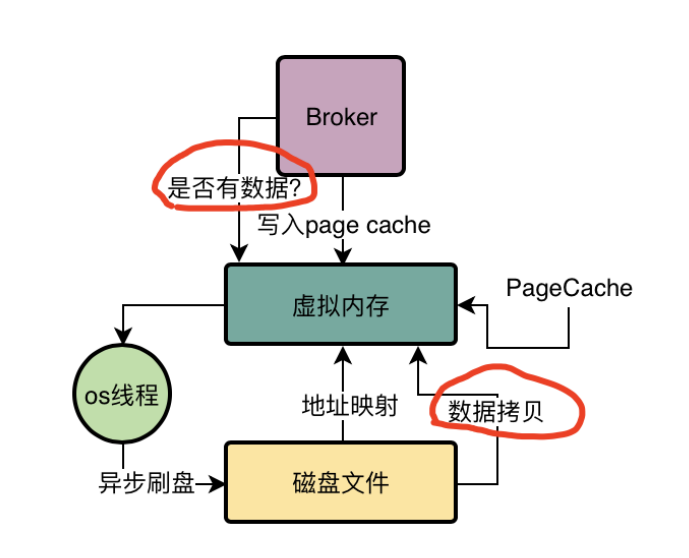 Broker
是否有数据?
写入page cache
PageCache
虚拟内存
os线程
地址映射
数据拷贝
异步刷盘
磁盘文件